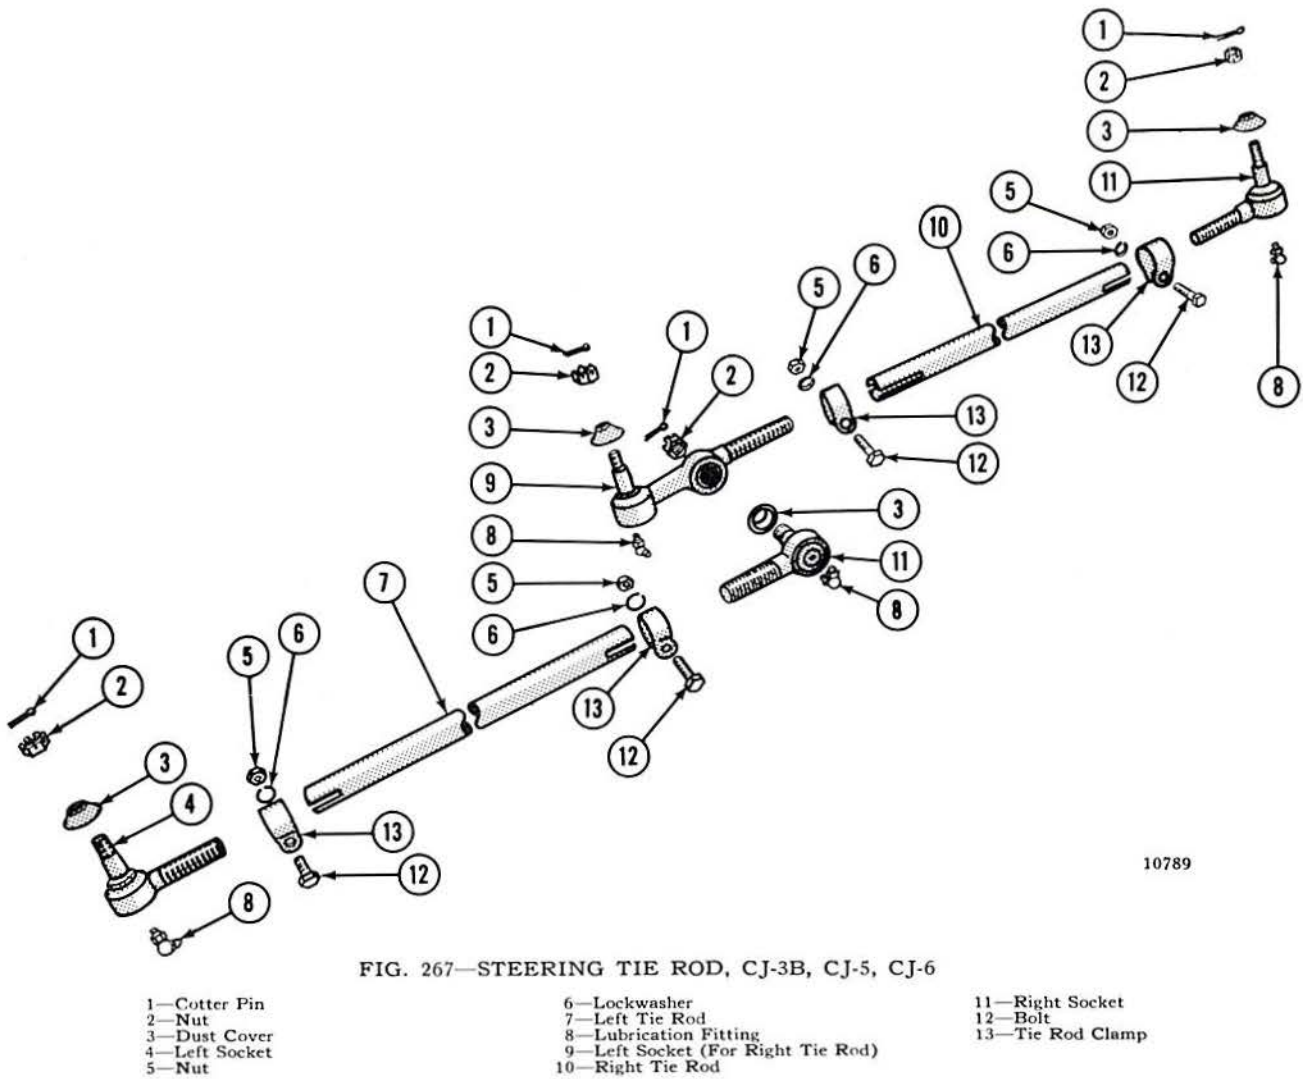 1
2
3
11
5
10
6
6
5
13
12
8
1
1
2
2
13
3
12
9
3
8
11
5
7
8
6
1
6
5
2
13
12
3
4
13
12
8
10789
FIG. 267—STEERING TIE ROD, CJ-3B, CJ-5, CJ-6
1—Cotter Pin
2—Nut
3—Dust Cover
4—Left Socket
5—Nut
6—Lockwasher
7—Left Tie Rod
8—Lubrication Fitting
9—Left Socket (For Right Tie Rod)
10—Right Tie Rod
11—Right Socket
12—Bolt
13—Tie Rod Clamp